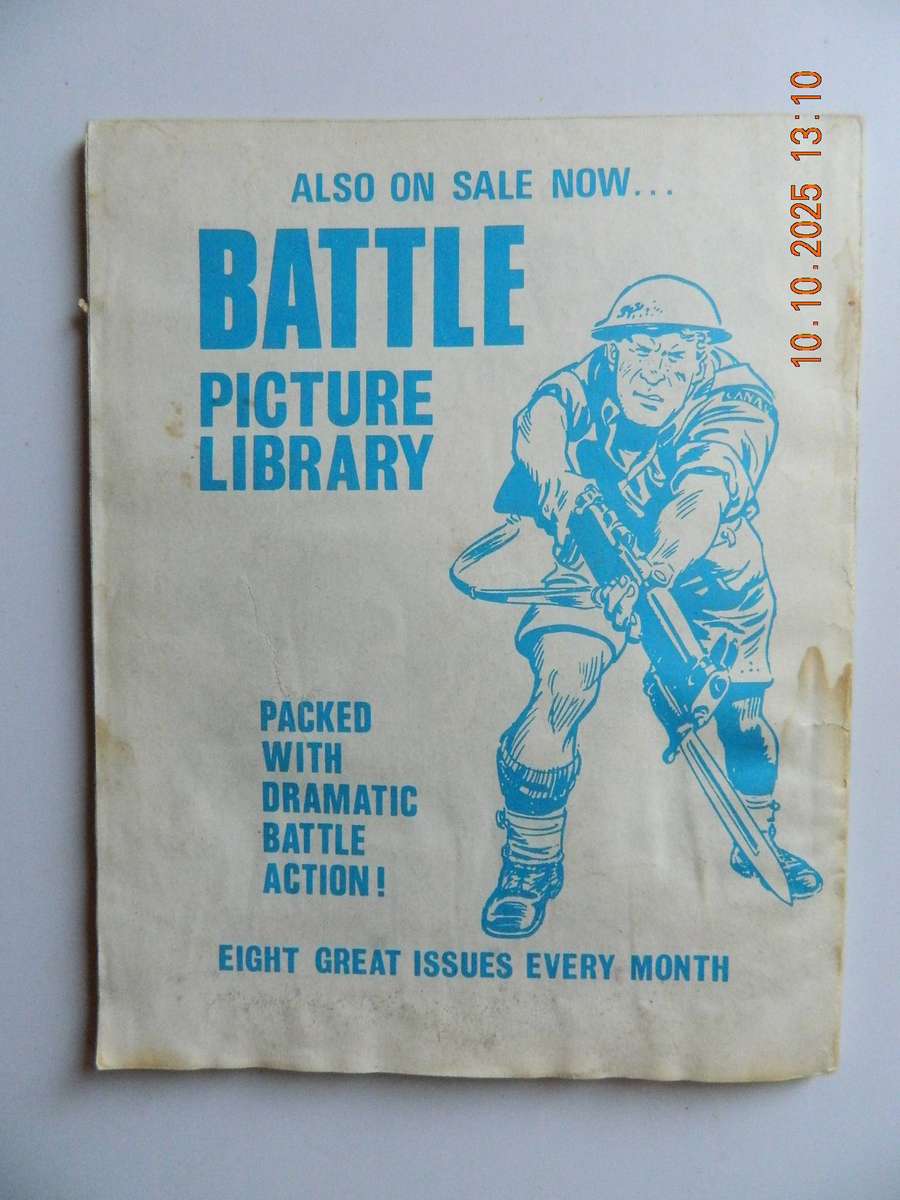 ALSO ON SALE NOW...
BATTLE
PICTURE
LIBRARY
PACKED
WITH
DRAMATIC
BATTLE
ACTION!
EIGHT GREAT ISSUES EVERY MONTH
10.10.2025 13:10